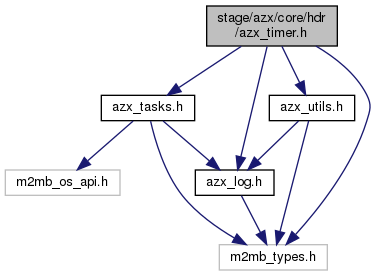 stage/azx/core/hdr
/azx_timer.h
azx_tasks.h
azx_utils.h
m2mb_os_api.h
azx_log.h
m2mb_types.h